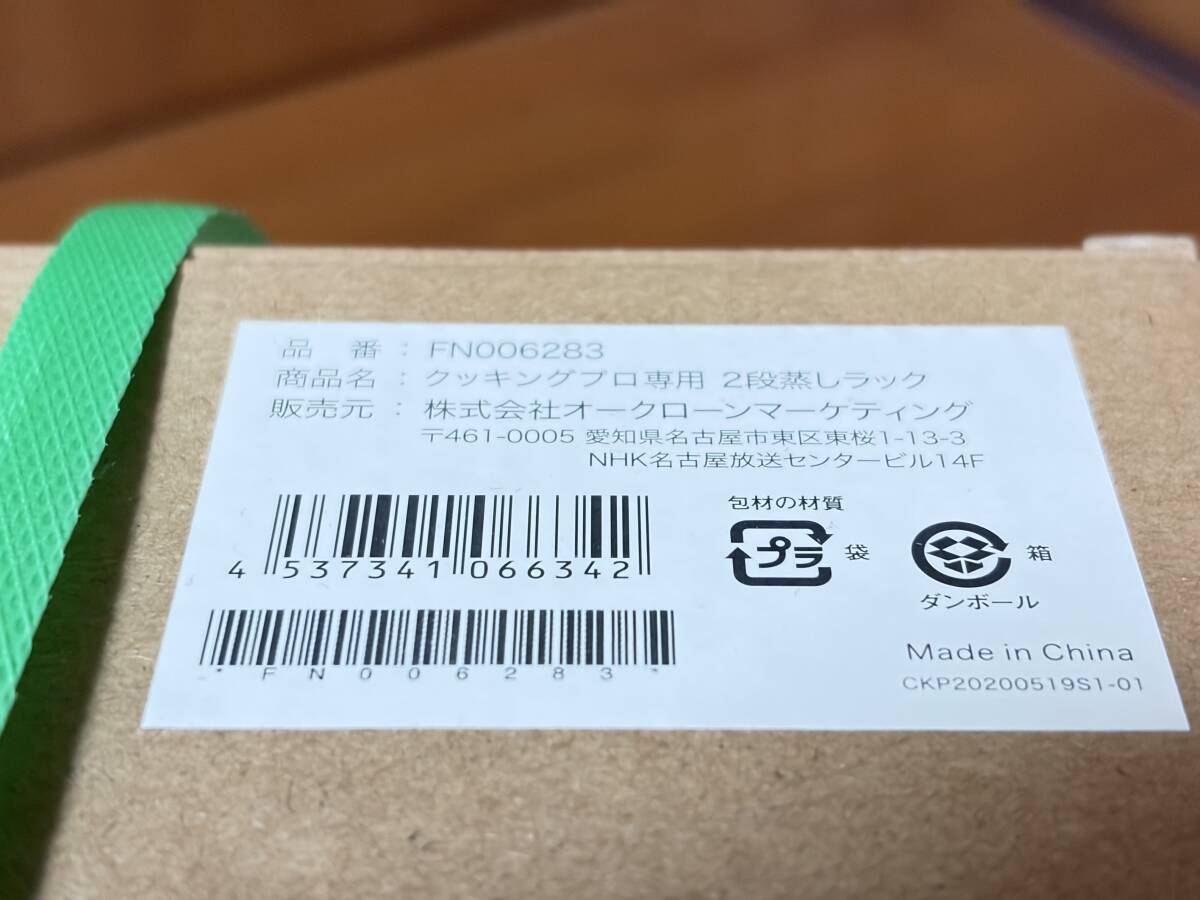 品 番 : FN006283
商品名 : クッキングプロ専用 2段蒸しラック
販売元 : 株式会社オークローンマーケティング
〒461-0005 愛知県名古屋市東区東桜1-13-3
NHK名古屋放送センタービル14F
包材の材質
プラ 袋
箱
ダンボール
4 537341 066342
*FN006283*
Made in China
CKP20200519S1-01